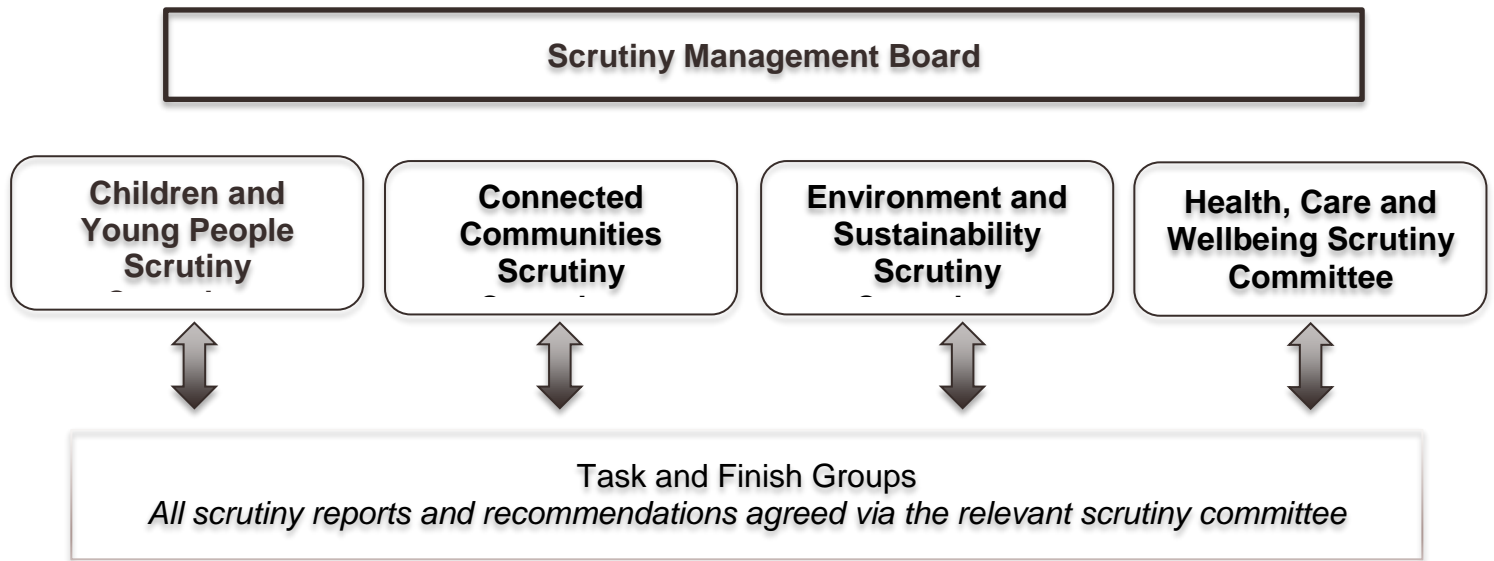 Scrutiny Management Board
Children and
Young People
Scrutiny
Connected
Communities
Scrutiny
Environment and
Sustainability
Scrutiny
Health, Care and
Wellbeing Scrutiny
Committee
Task and Finish Groups
All scrutiny reports and recommendations agreed via the relevant scrutiny committee